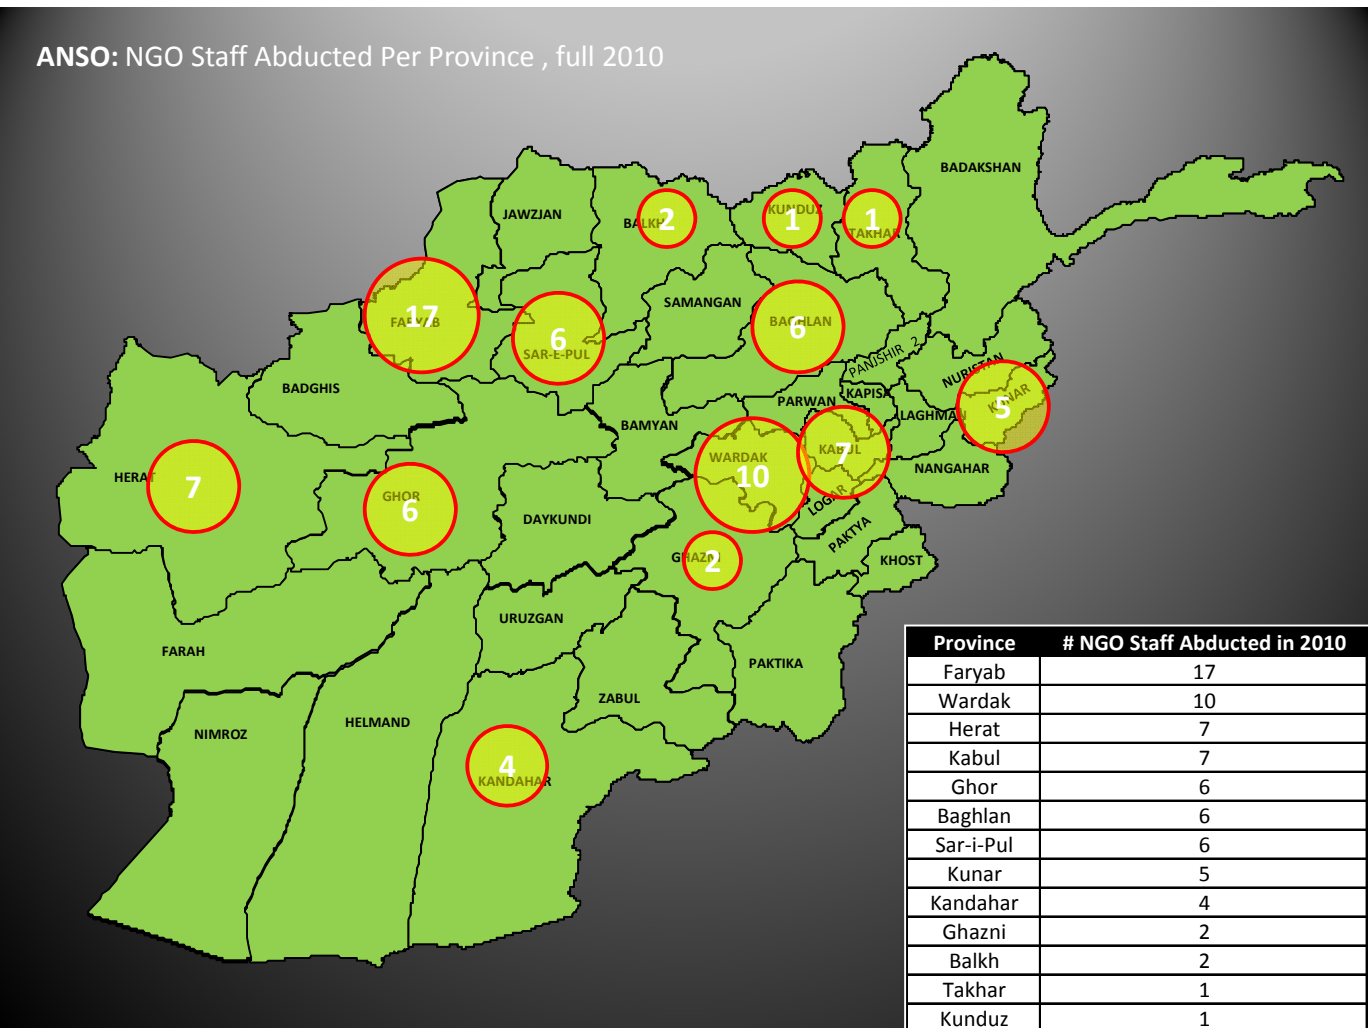 ANSO: NGO Staff Abducted Per Province , full 2010
BADAKSHAN
JAWZJAN
BALKH
2
KUNDUZ
1
1
TAKHAR
SAMANGAN
17
FARYAB
6
SAR-E-PUL
BAGHLAN
6
PANJSHIR 2
NURISTAN
BADGHIS
KAPISA
PARWAN
KUNAR
5
LAGHMAN
BAMYAN
WARDAK
10
KABUL
7
NANGAHAR
HERAT
7
GHOR
6
DAYKUNDI
LOGAR
PAKTYA
GHAZNI
2
KHOST
URUZGAN
FARAH
PAKTIKA
ZABUL
HELMAND
NIMROZ
4
KANDAHAR
Province # NGO Staff Abducted in 2010
Faryab 17
Wardak 10
Herat 7
Kabul 7
Ghor 6
Baghlan 6
Sar-i-Pul 6
Kunar 5
Kandahar 4
Ghazni 2
Balkh 2
Takhar 1
Kunduz 1